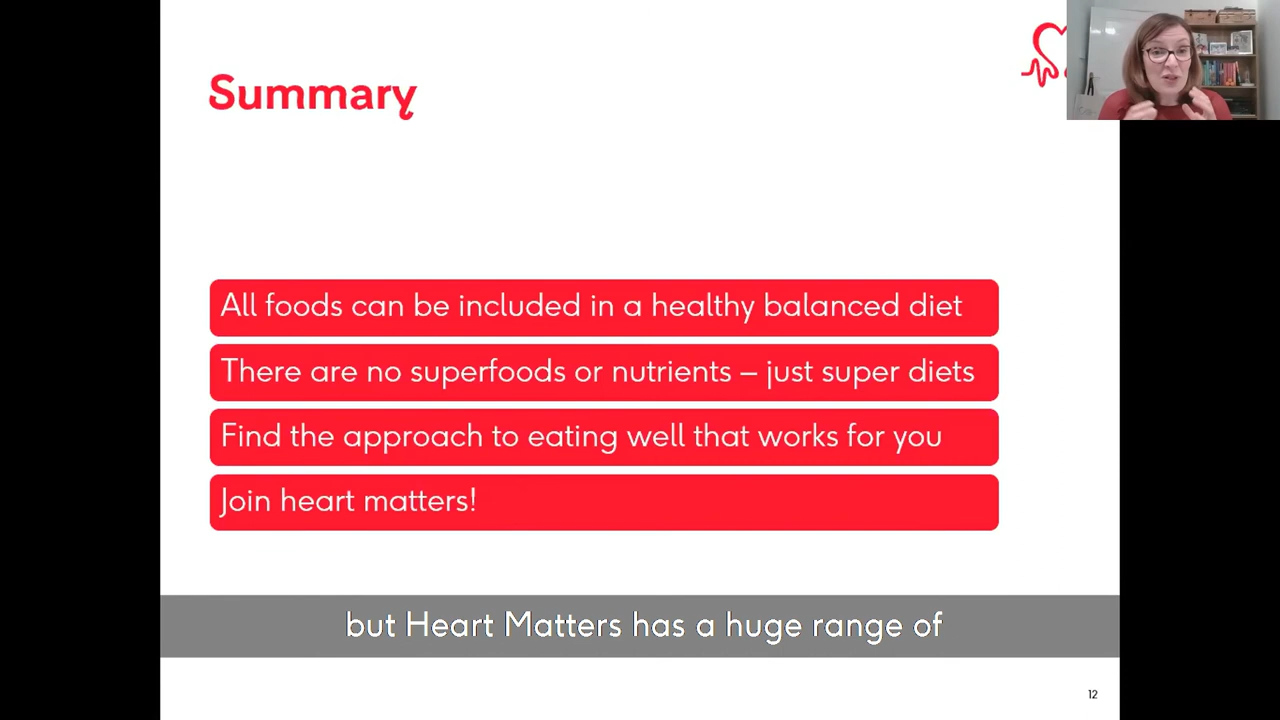 Summary
All foods can be included in a healthy balanced diet
There are no superfoods or nutrients – just super diets
Find the approach to eating well that works for you
Join heart matters!
but Heart Matters has a huge range of
12